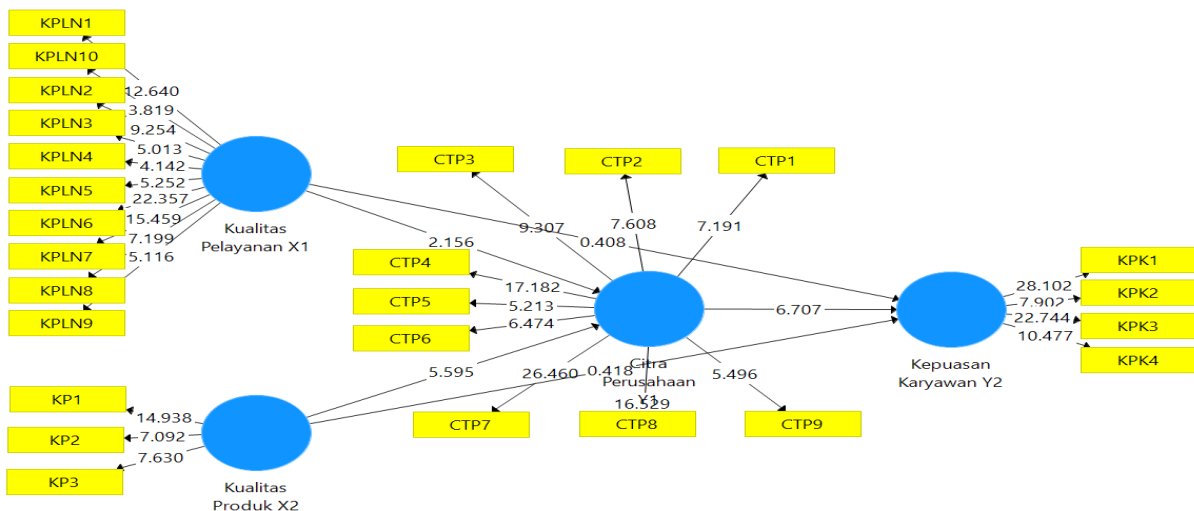 KPLN1
KPLN10
KPLN2
KPLN3
KPLN4
KPLN5
KPLN6
KPLN7
KPLN8
KPLN9
12.640
3.819
9.254
5.013
4.142
5.252
22.357
15.459
7.199
5.116
Kualitas
Pelayanan X1
CTP3
CTP2
CTP1
9.307
7.608
7.191
0.408
2.156
CTP4
CTP5
CTP6
17.182
5.213
6.474
6.707
Citra
Perusahaan
Y1
5.595
0.418
26.460
16.529
5.496
CTP7
CTP8
CTP9
KPK1
KPK2
KPK3
KPK4
28.102
7.902
22.744
10.477
Kepuasan
Karyawan Y2
KP1
KP2
KP3
14.938
7.092
7.630
Kualitas
Produk X2